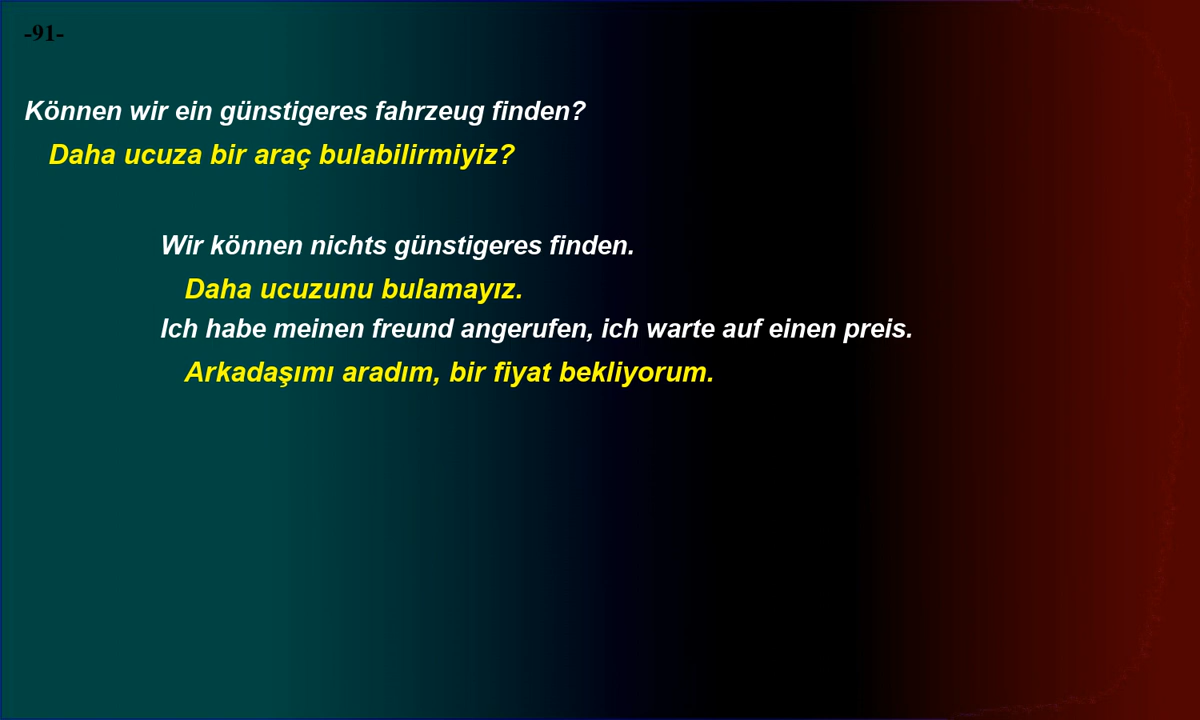 -91-
Können wir ein günstigeres fahrzeug finden?
Daha ucuza bir araç bulabilirmiyiz?
Wir können nichts günstigeres finden.
Daha ucuzunu bulamayız.
Ich habe meinen freund angerufen, ich warte auf einen preis.
Arkadaşımı aradım, bir fiyat bekliyorum.